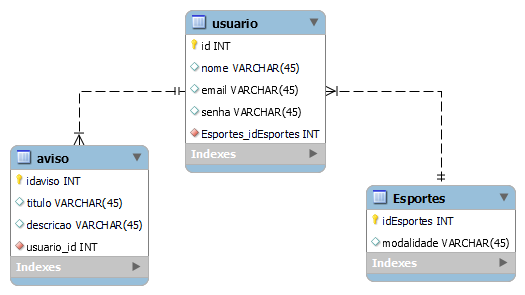 usuario
id INT
nome VARCHAR(45)
email VARCHAR(45)
senha VARCHAR(45)
Esportes_idEsportes INT
Indexes
aviso
idaviso INT
titulo VARCHAR(45)
descricao VARCHAR(45)
usuario_id INT
Indexes
Esportes
idEsportes INT
modalidade VARCHAR(45)
Indexes